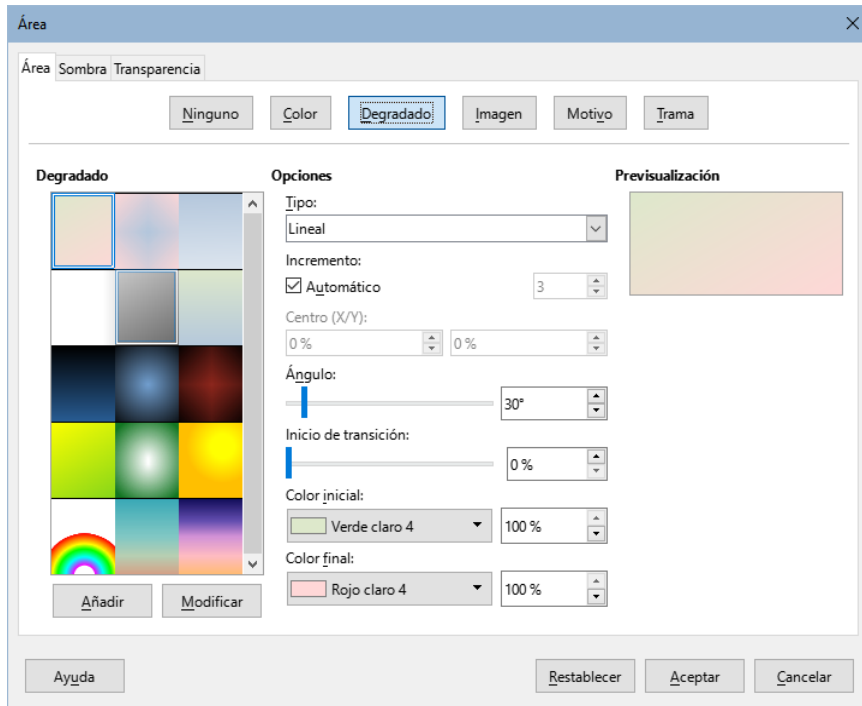 Área
Área Sombra Transparencia
Ninguno Color Degradado Imagen Motivo Trama
Degradado
Opciones
Tipo:
Lineal
Incremento:
Automático 3
Centro (X/Y):
0 % 0 %
Ángulo:
30°
Inicio de transición:
0 %
Color inicial:
Verde claro 4 100 %
Color final:
Rojo claro 4 100 %
Previsualización
Añadir Modificar
Ayuda Restablecer Aceptar Cancelar